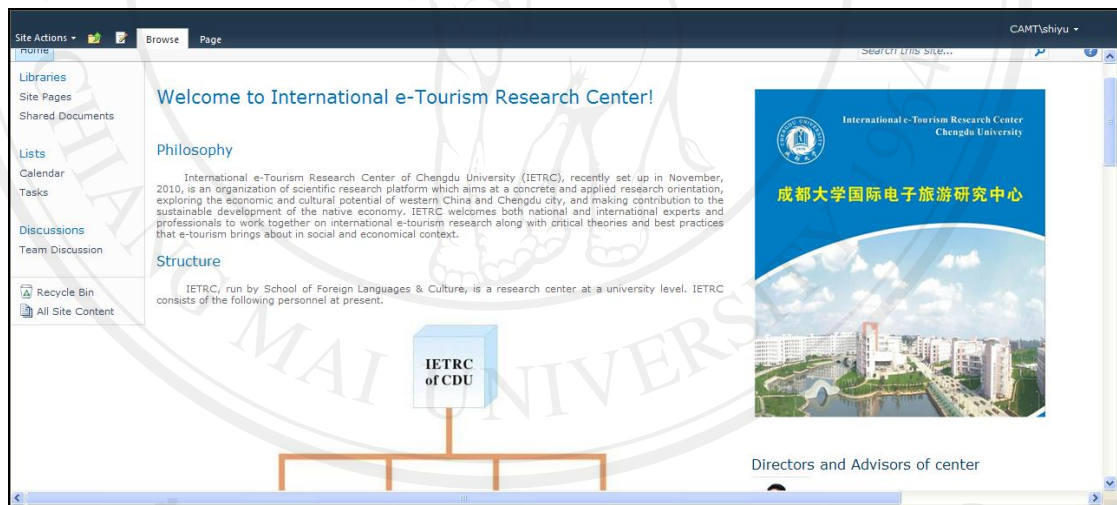 CAMT\shiyu
Site Actions
Browse
Page
Home
Search this site...
Libraries
Site Pages
Shared Documents
Lists
Calendar
Tasks
Discussions
Team Discussion
Recycle Bin
All Site Content
Welcome to International e-Tourism Research Center!
Philosophy
International e-Tourism Research Center of Chengdu University (IETRC), recently set up in November,
2010, is an organization of scientific research platform which aims at a concrete and applied research orientation,
exploring the economic and cultural potential of western China and Chengdu city, and making contribution to the
sustainable development of the native economy. IETRC welcomes both national and international experts and
professionals to work together on international e-tourism research along with critical theories and best practices
that e-tourism brings about in social and economical context.
Structure
IETRC, run by School of Foreign Languages & Culture, is a research center at a university level. IETRC
consists of the following personnel at present.
IETRC
of CDU
International e-Tourism Research Center
Chengdu University
成都大学国际电子旅游研究中心
Directors and Advisors of center
CHIANG MAI UNIVERSITY 1964